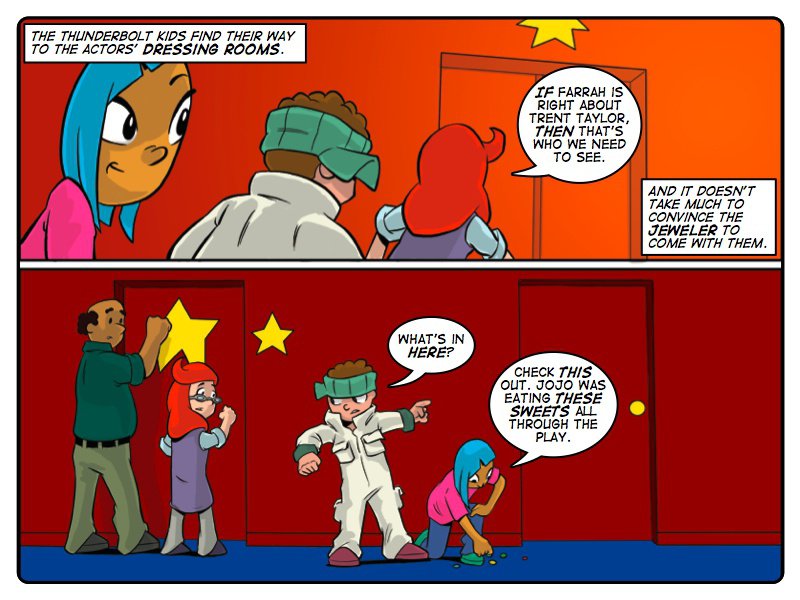 THE THUNDERBOLT KIDS FIND THEIR WAY
TO THE ACTORS' DRESSING ROOMS.
IF FARRAH IS
RIGHT ABOUT
TRENT TAYLOR,
THEN THAT'S
WHO WE NEED
TO SEE.
AND IT DOESN'T
TAKE MUCH TO
CONVINCE THE
JEWELER TO
COME WITH THEM.
WHAT'S IN
HERE?
CHECK THIS
OUT. JOJO WAS
EATING THESE
SWEETS ALL
THROUGH THE
PLAY.